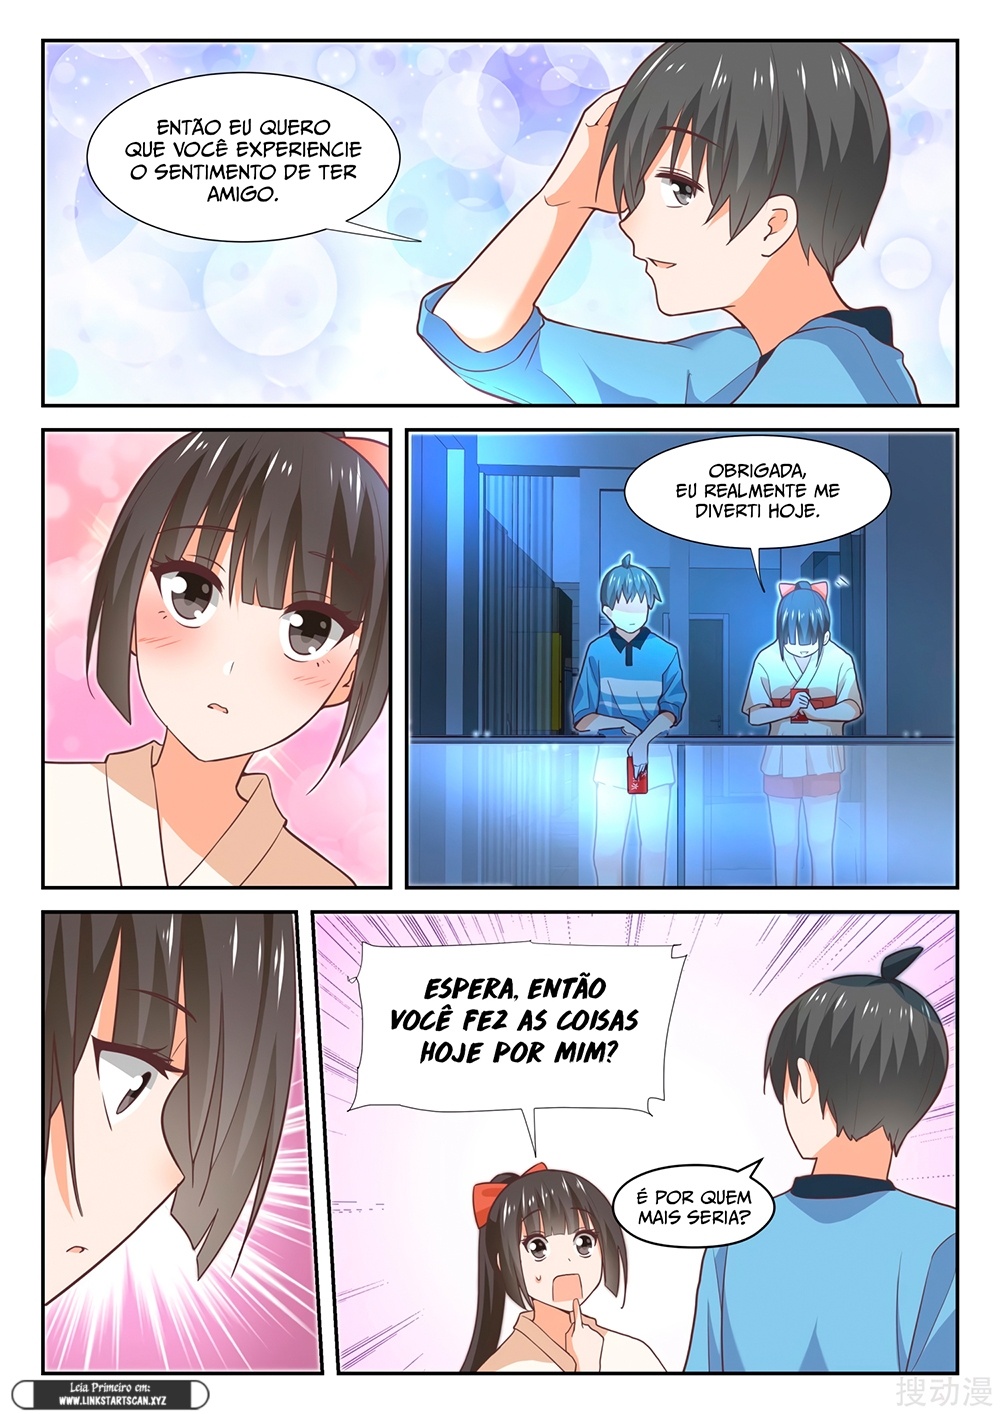 ENTÃO EU QUERO
QUE VOCÊ EXPERIENCIE
O SENTIMENTO DE TER
AMIGO.
OBRIGADA,
EU REALMENTE ME
DIVERTI HOJE.
ESPERA, ENTÃO
VOCÊ FEZ AS COISAS
HOJE POR MIM?
É POR QUEM
MAIS SERIA?
Leia Primeiro em:
WWW.LINKSTARTSCAN.XYZ
搜动漫